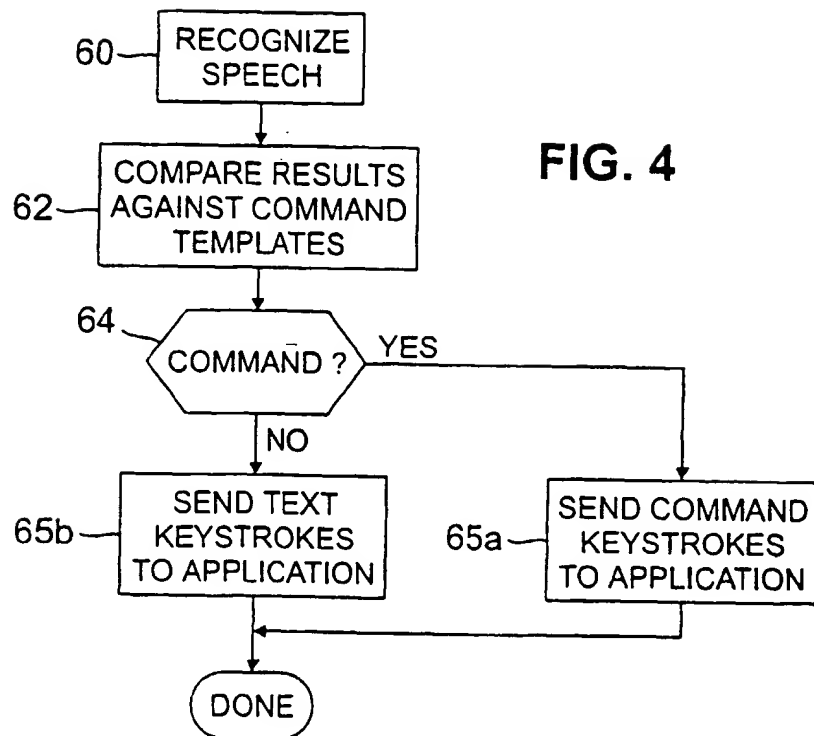 60
RECOGNIZE
SPEECH
FIG. 4
62
COMPARE RESULTS
AGAINST COMMAND
TEMPLATES
64
COMMAND ?
YES
NO
65b
SEND TEXT
KEYSTROKES
TO APPLICATION
65a
SEND COMMAND
KEYSTROKES
TO APPLICATION
DONE